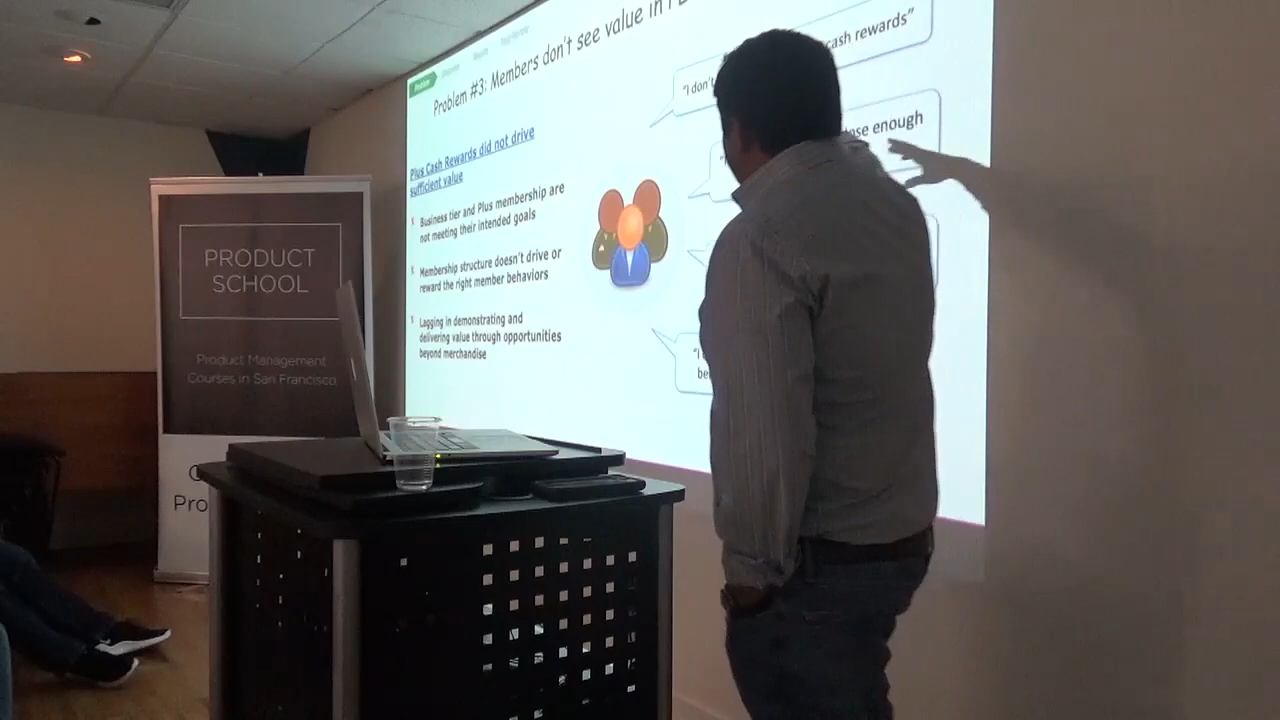 PRODUCT
SCHOOL
Product Management
Courses in San Francisco
Pro
Problem
Problem #3: Members don't see value in
Plus Cash Rewards did not drive
sufficient value
Business tier and Plus membership are
not meeting their intended goals
Membership structure doesn't drive or
reward the right member behaviors
Lagging in demonstrating and
delivering value through opportunities
beyond merchandise
"I don't
cash rewards"
enough
"I
be